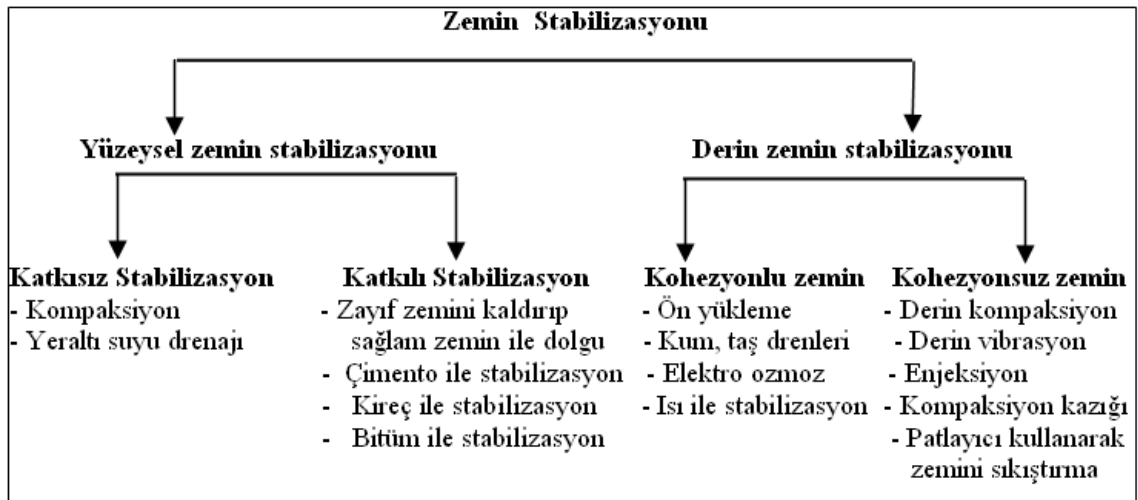 Zemin Stabilizasyonu
Yüzeysel zemin stabilizasyonu
Derin zemin stabilizasyonu
Katkısız Stabilizasyon
- Kompaksiyon
- Yeraltı suyu drenajı
Katkılı Stabilizasyon
- Zayıf zemini kaldırıp
sağlam zemin ile dolgu
- Çimento ile stabilizasyon
- Kireç ile stabilizasyon
- Bitüm ile stabilizasyon
Kohezyonlu zemin
- Ön yükleme
- Kum, taş drenleri
- Elektro ozmoz
- Isı ile stabilizasyon
Kohezyonsuz zemin
- Derin kompaksiyon
- Derin vibrasyon
- Enjeksiyon
- Kompaksiyon kazığı
- Patlayıcı kullanarak
zemini sıkıştırma